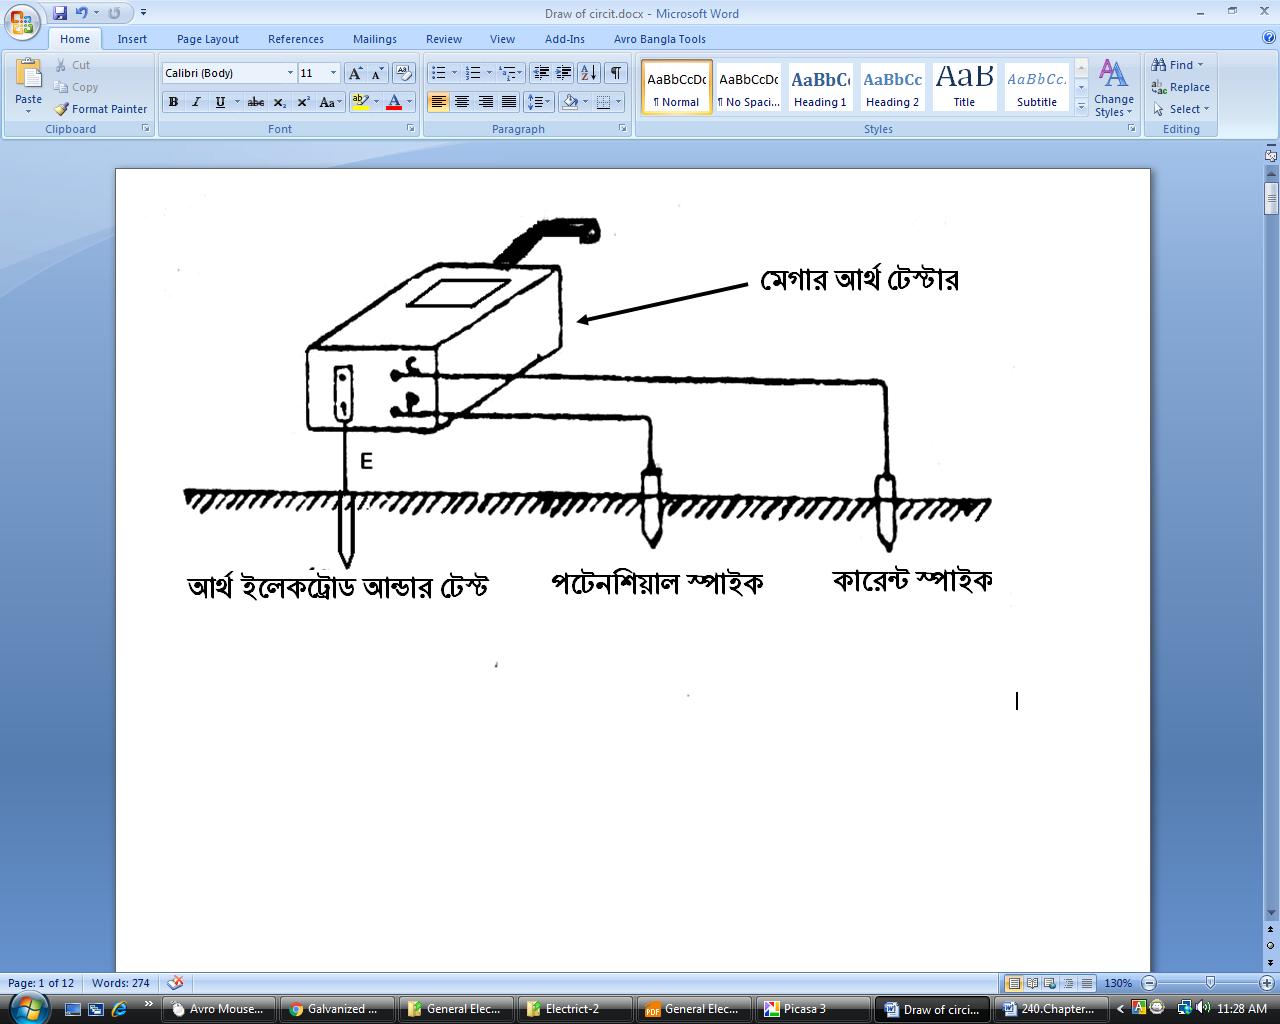 Draw of circit.docx - Microsoft Word
Home Insert Page Layout References Mailings Review View Add-Ins Avro Bangla Tools
Paste
Cut
Copy
Format Painter
Clipboard
Calibri (Body) 11
B I U abc x₂ x² Aa
Font
Paragraph
AaBbCcDc AaBbCcDc AaBbCc AaBbCc AaB AaBbCc.
¶ Normal ¶ No Spaci... Heading 1 Heading 2 Title Subtitle
Change Styles
Styles
Find
Replace
Select
Editing
মেগার আর্থ টেস্টার
C
P
E
আর্থ ইলেকট্রোড আন্ডার টেস্ট পটেনশিয়াল স্পাইক কারেন্ট স্পাইক
Page: 1 of 12 Words: 274 130%
Avro Mouse... Galvanized ... General Elec... Electrict-2 General Elec... Picasa 3 Draw of circi... 240.Chapter... 11:28 AM